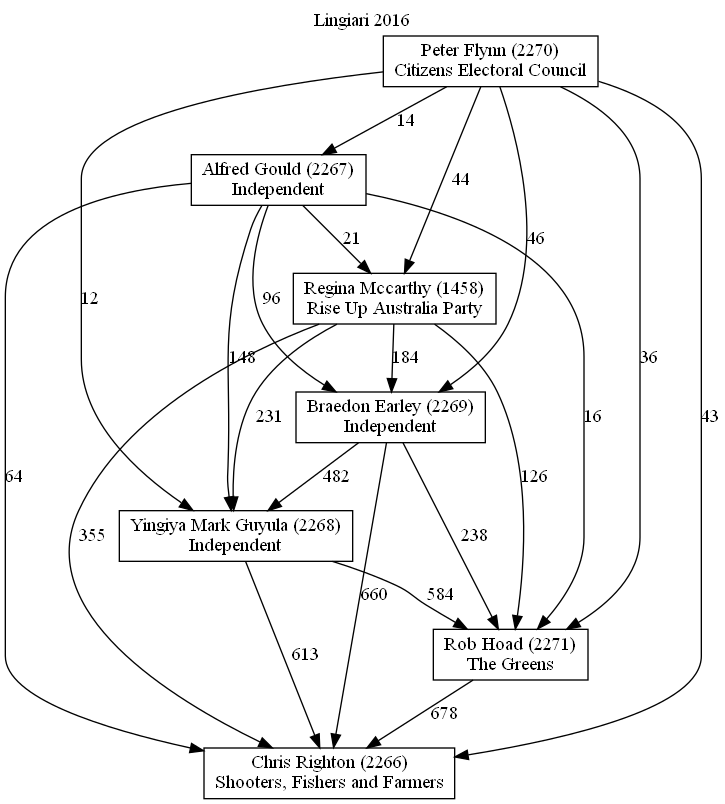 Lingiari 2016
Peter Flynn (2270)
Citizens Electoral Council
14
Alfred Gould (2267)
Independent
44
46
21
Regina Mccarthy (1458)
Rise Up Australia Party
12
96
148
184
36
231
Braedon Earley (2269)
Independent
16
43
64
355
482
126
Yingiya Mark Guyula (2268)
Independent
238
660
584
613
Rob Hoad (2271)
The Greens
678
Chris Righton (2266)
Shooters, Fishers and Farmers